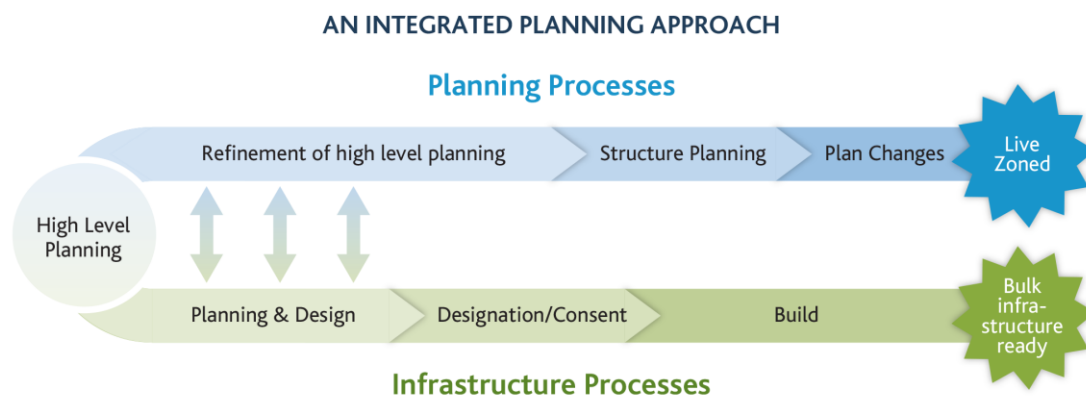 AN INTEGRATED PLANNING APPROACH
Planning Processes
Refinement of high level planning
Structure Planning
Plan Changes
Live
Zoned
High Level
Planning
Planning & Design
Designation/Consent
Build
Bulk
infra-
structure
ready
Infrastructure Processes